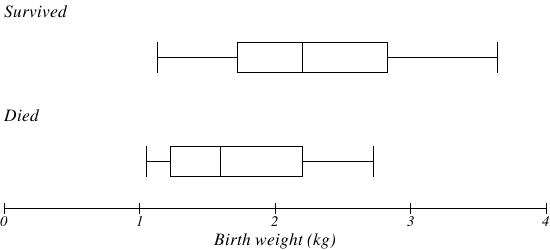 Survived
Died
0 1 2 3 4
Birth weight (kg)